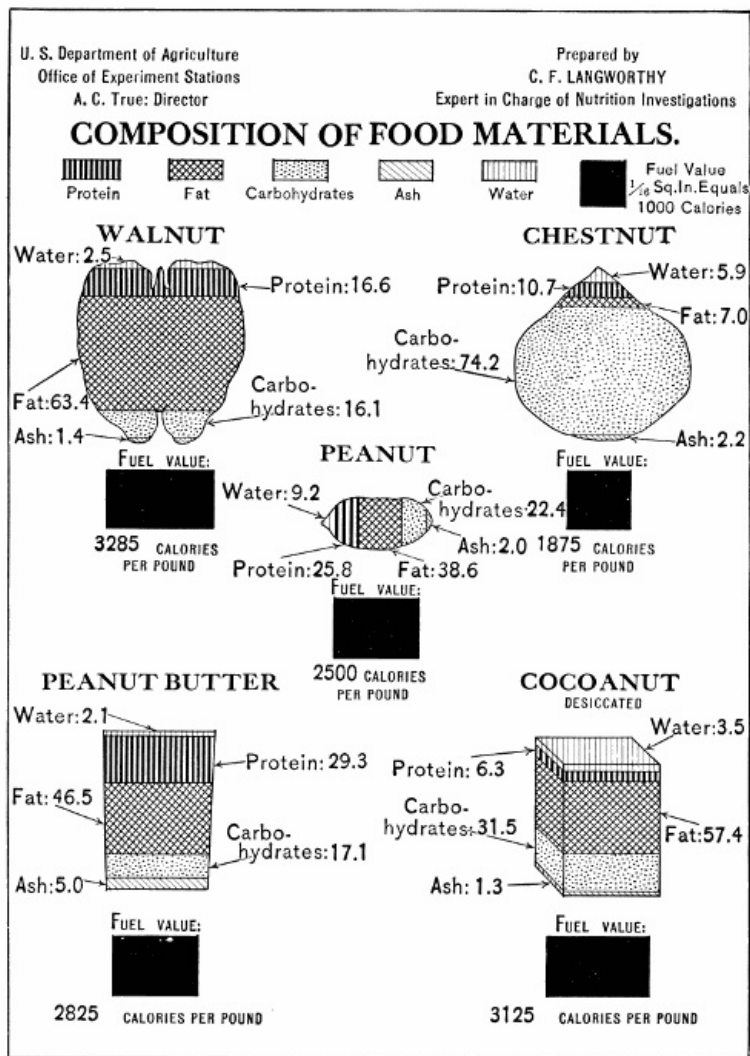 U. S. Department of Agriculture
Office of Experiment Stations
A. C. True: Director
Prepared by
C. F. LANGWORTHY
Expert in Charge of Nutrition Investigations
COMPOSITION OF FOOD MATERIALS.
Protein
Fat
Carbohydrates
Ash
Water
Fuel Value
1/16 Sq.In.Equals
1000 Calories
WALNUT
Water:2.5
Protein:16.6
Fat:63.4
Carbo-
hydrates:16.1
Ash:1.4
FUEL VALUE:
3285 CALORIES
PER POUND
CHESTNUT
Water:5.9
Protein:10.7
Fat:7.0
Carbo-
hydrates:74.2
Ash:2.2
FUEL VALUE:
1875 CALORIES
PER POUND
PEANUT
Water:9.2
Carbo-
hydrates:22.4
Ash:2.0
Protein:25.8
Fat:38.6
FUEL VALUE:
2500 CALORIES
PER POUND
PEANUT BUTTER
Water:2.1
Protein:29.3
Fat:46.5
Carbo-
hydrates:17.1
Ash:5.0
FUEL VALUE:
2825 CALORIES PER POUND
COCOANUT
DESICCATED
Water:3.5
Protein:6.3
Carbo-
hydrates:31.5
Fat:57.4
Ash:1.3
FUEL VALUE:
3125 CALORIES PER POUND